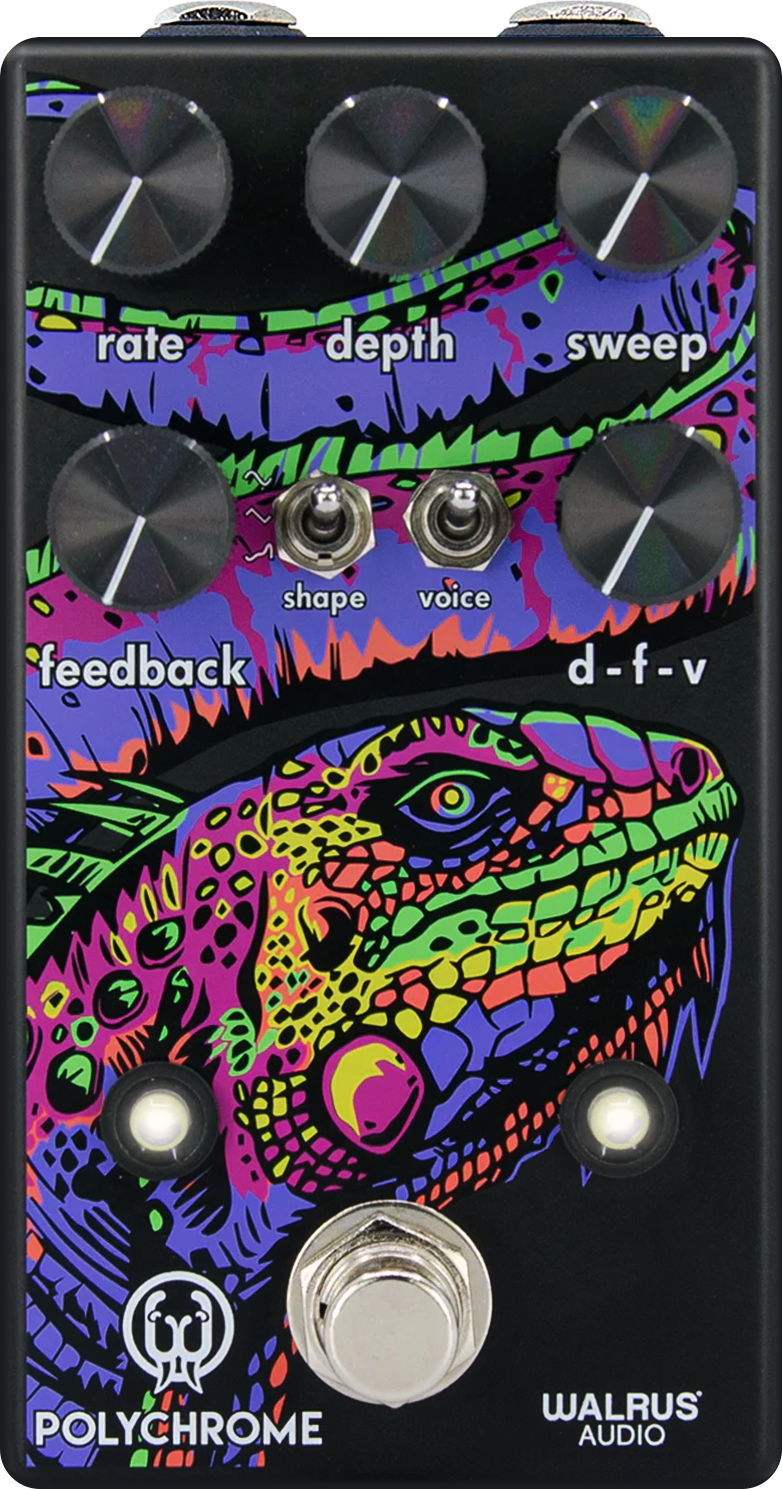 rate depth sweep
shape voice
feedback d-f-v
POLYCHROME
WALRUS
AUDIO